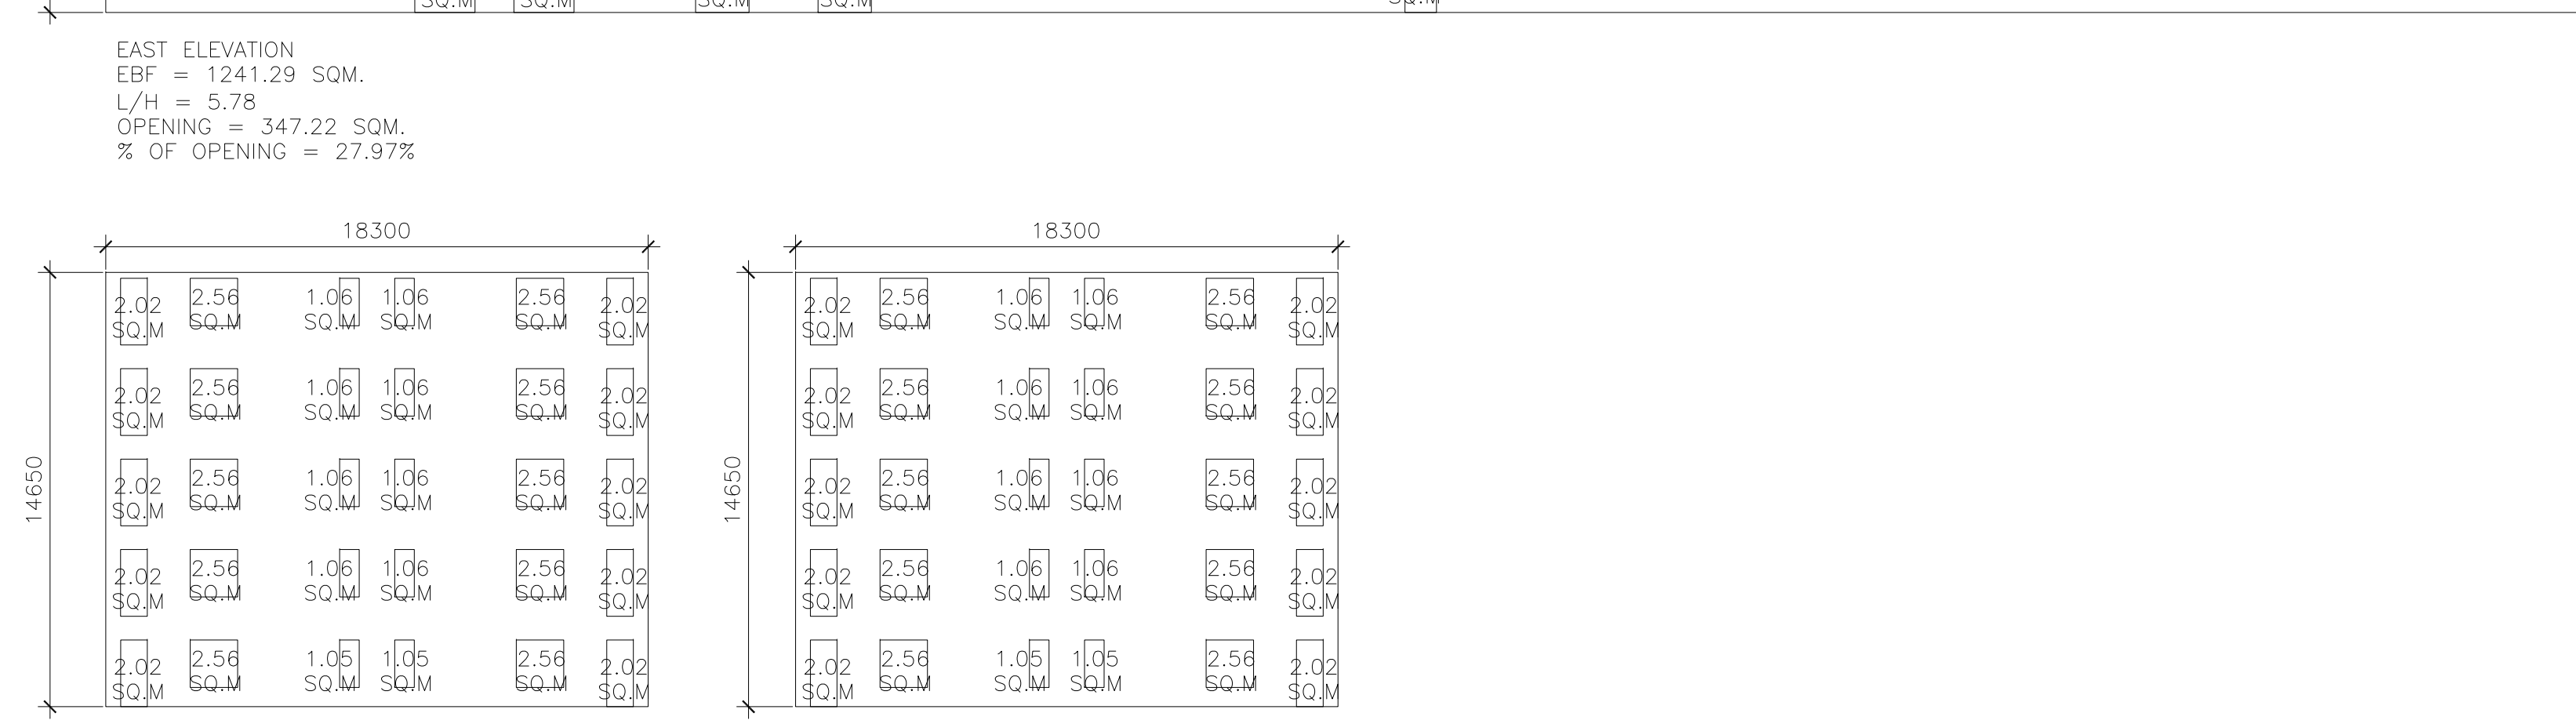 SQ.M SQ.M SQ.M SQ.M SQ.M
EAST ELEVATION
EBF = 1241.29 SQM.
L/H = 5.78
OPENING = 347.22 SQM.
% OF OPENING = 27.97%
18300 18300
2.02 2.56 1.06 1.06 2.56 2.02 2.02 2.56 1.06 1.06 2.56 2.02
SQ.M SQ.M SQ.M SQ.M SQ.M SQ.M SQ.M SQ.M SQ.M SQ.M SQ.M SQ.M
2.02 2.56 1.06 1.06 2.56 2.02 2.02 2.56 1.06 1.06 2.56 2.02
SQ.M SQ.M SQ.M SQ.M SQ.M SQ.M SQ.M SQ.M SQ.M SQ.M SQ.M SQ.M
14650 14650
2.02 2.56 1.06 1.06 2.56 2.02 2.02 2.56 1.06 1.06 2.56 2.02
SQ.M SQ.M SQ.M SQ.M SQ.M SQ.M SQ.M SQ.M SQ.M SQ.M SQ.M SQ.M
2.02 2.56 1.06 1.06 2.56 2.02 2.02 2.56 1.06 1.06 2.56 2.02
SQ.M SQ.M SQ.M SQ.M SQ.M SQ.M SQ.M SQ.M SQ.M SQ.M SQ.M SQ.M
2.02 2.56 1.05 1.05 2.56 2.02 2.02 2.56 1.05 1.05 2.56 2.02
SQ.M SQ.M SQ.M SQ.M SQ.M SQ.M SQ.M SQ.M SQ.M SQ.M SQ.M SQ.M